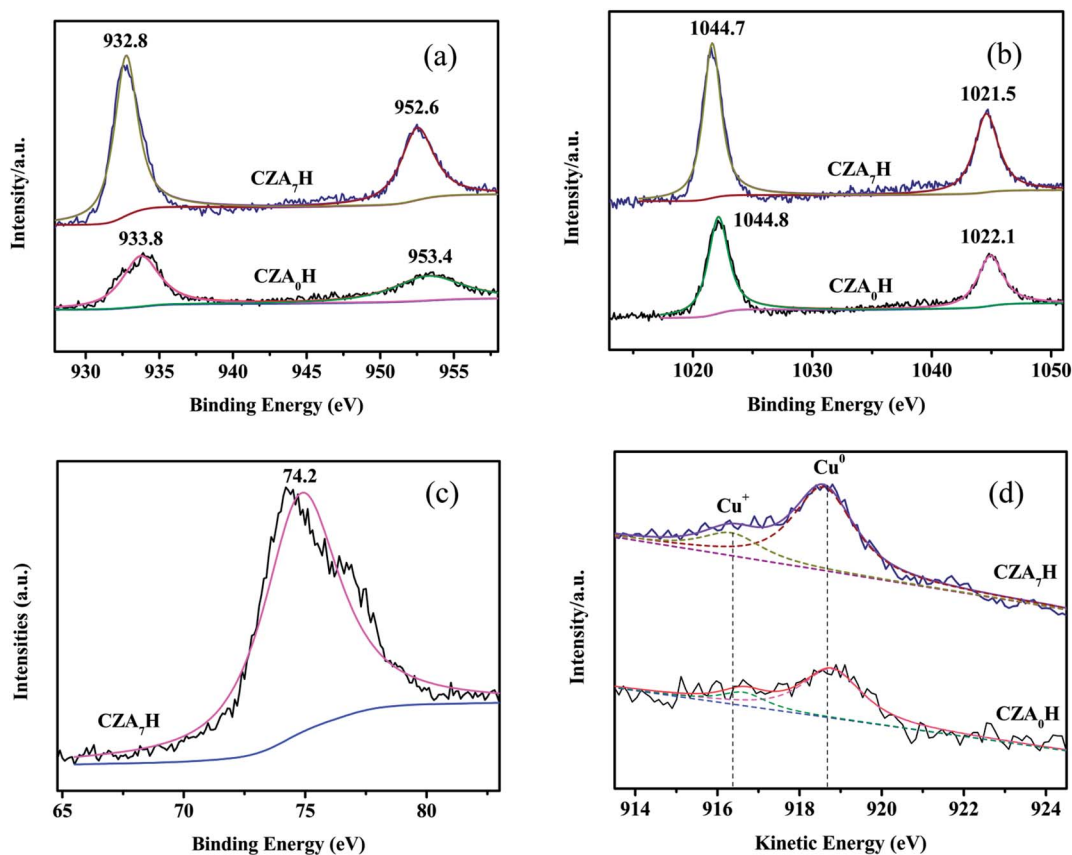 932.8
(a)
952.6
CZA₇H
933.8
953.4
CZA₀H
Intensity/a.u.
930 935 940 945 950 955
Binding Energy (eV)
1044.7
(b)
1021.5
CZA₇H
1044.8
1022.1
CZA₀H
Intensity/a.u.
1020 1030 1040 1050
Binding Energy (eV)
74.2
(c)
CZA₇H
Intensities (a.u.)
65 70 75 80
Binding Energy (eV)
Cu⁰
(d)
Cu⁺
CZA₇H
CZA₀H
Intensity/a.u.
914 916 918 920 922 924
Kinetic Energy (eV)